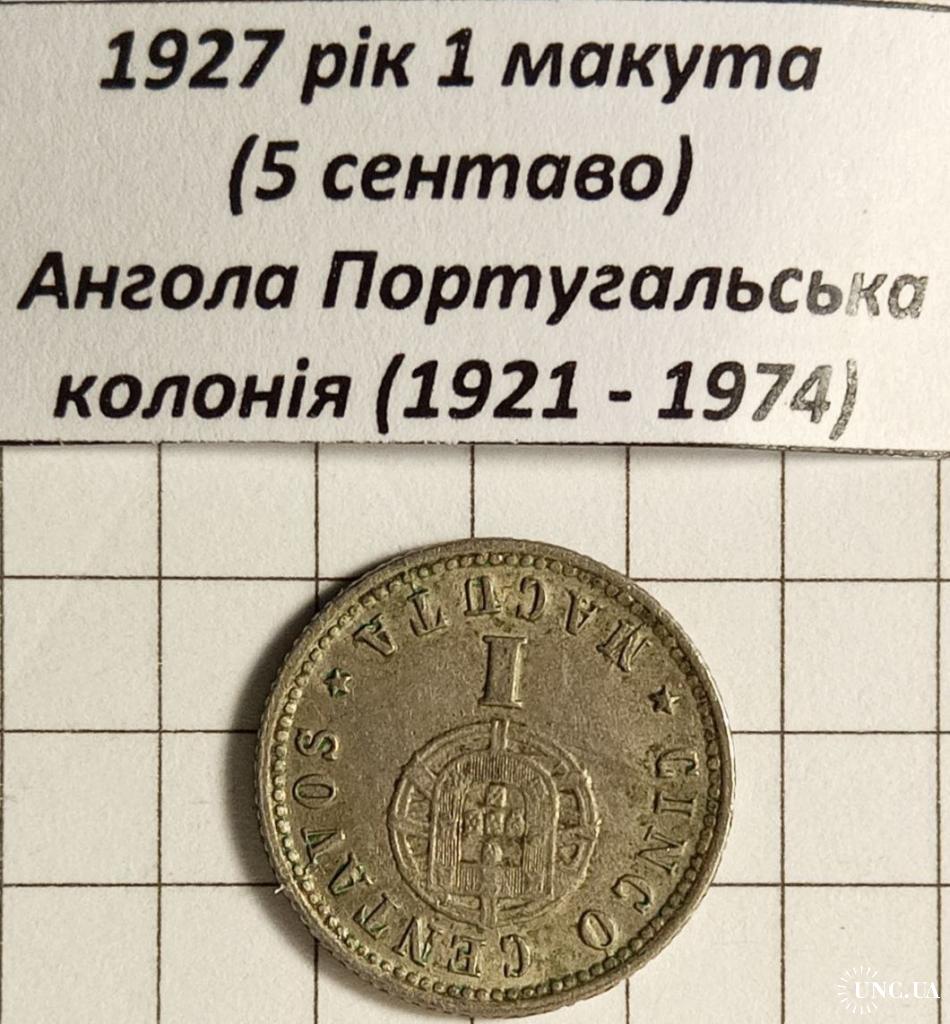 1927 рік 1 макута
(5 сентаво)
Ангола Португальська
колонія (1921 - 1974)
I MACUTA
★ CINCO CENTAVOS ★
UNC.UA